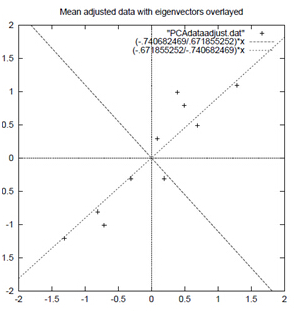 Mean adjusted data with eigenvectors overlayed
"PCAdataadjust.dat"
(-.740682469/.671855252)*x
(-.671855252/-.740682469)*x
2
1.5
1
0.5
0
0.5
-1
-1.5
-2
-2 -1.5 -1 -0.5 0 0.5 1 1.5 2